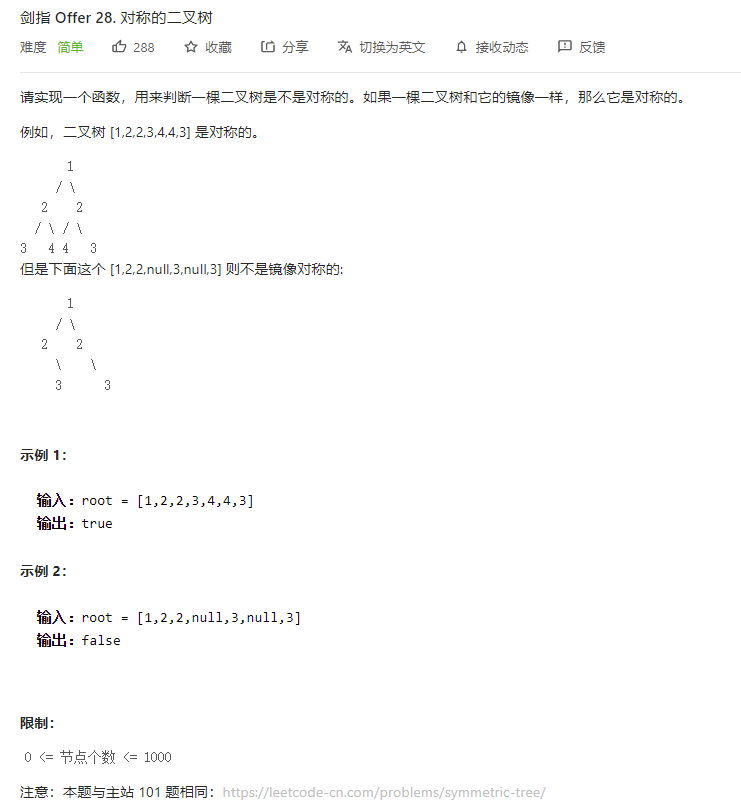 剑指 Offer 28. 对称的二叉树
难度 简单 288 收藏 分享 切换为英文 接收动态 反馈
请实现一个函数，用来判断一棵二叉树是不是对称的。如果一棵二叉树和它的镜像一样，那么它是对称的。
例如，二叉树 [1,2,2,3,4,4,3] 是对称的。
1
/ \
2 2
/ \ / \
3 4 4 3
但是下面这个 [1,2,2,null,3,null,3] 则不是镜像对称的:
1
/ \
2 2
\ \
3 3
示例 1：
输入：root = [1,2,2,3,4,4,3]
输出：true
示例 2：
输入：root = [1,2,2,null,3,null,3]
输出：false
限制：
0 <= 节点个数 <= 1000
注意：本题与主站 101 题相同：https://leetcode-cn.com/problems/symmetric-tree/